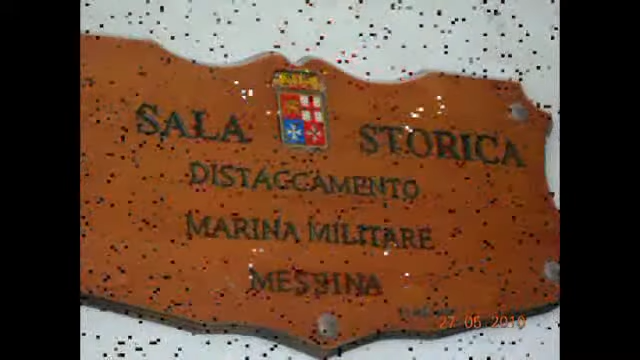 SALA STORICA
DISTACCAMENTO
MARINA MILITARE
MESSINA